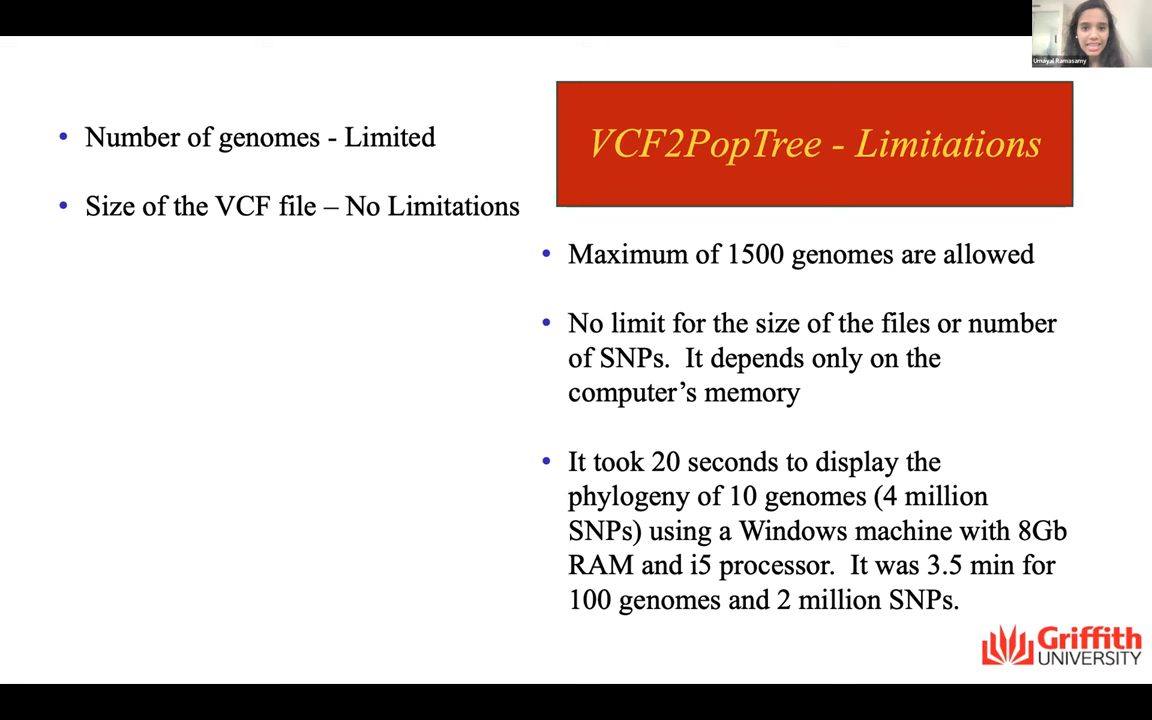 Umayal Ramasamy
• Number of genomes - Limited
• Size of the VCF file – No Limitations
VCF2PopTree - Limitations
• Maximum of 1500 genomes are allowed
• No limit for the size of the files or number
of SNPs.  It depends only on the
computer’s memory
• It took 20 seconds to display the
phylogeny of 10 genomes (4 million
SNPs) using a Windows machine with 8Gb
RAM and i5 processor.  It was 3.5 min for
100 genomes and 2 million SNPs.
Griffith
UNIVERSITY